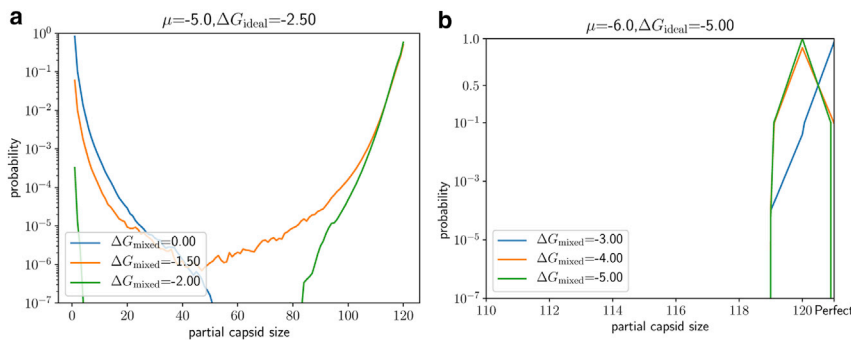 a
μ=-5.0,ΔG_ideal=-2.50
probability
10^0
10^-1
10^-2
10^-3
10^-4
10^-5
10^-6
10^-7
ΔG_mixed=0.00
ΔG_mixed=-1.50
ΔG_mixed=-2.00
0 20 40 60 80 100 120
partial capsid size
b
μ=-6.0,ΔG_ideal=-5.00
probability
1.0
0.5
10^-1
10^-3
10^-5
10^-7
ΔG_mixed=-3.00
ΔG_mixed=-4.00
ΔG_mixed=-5.00
110 112 114 116 118 120 Perfect
partial capsid size